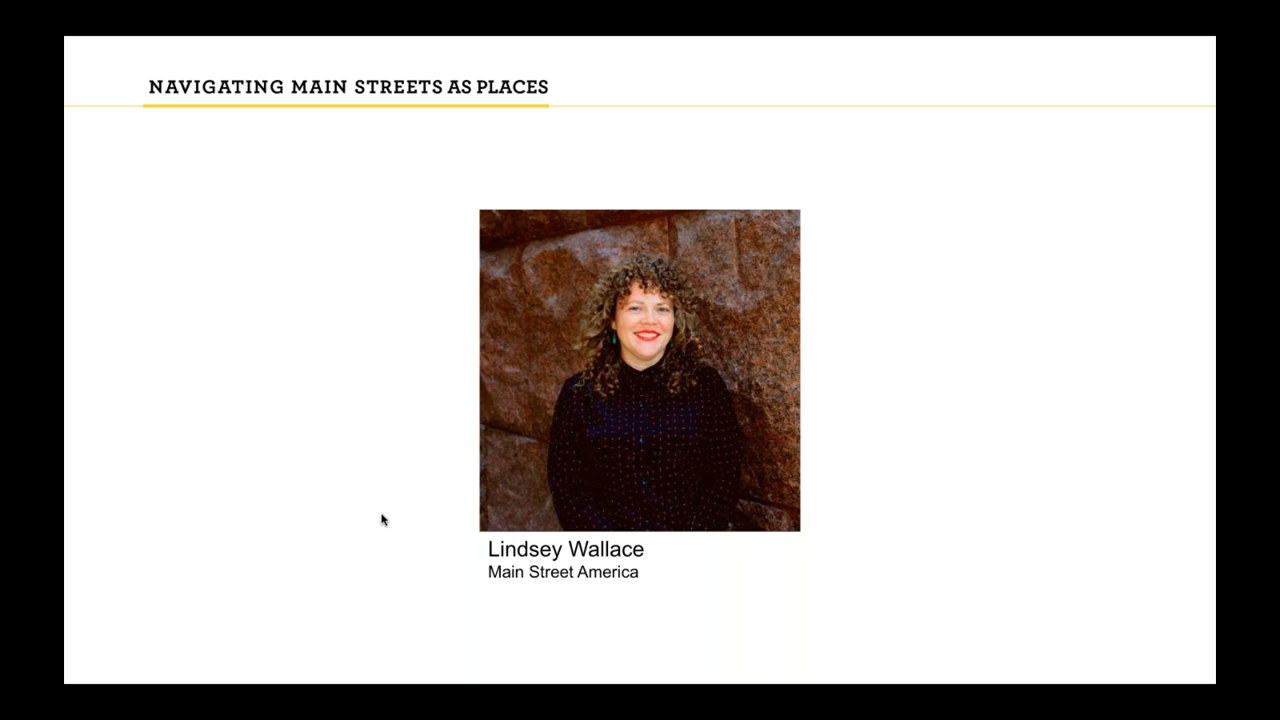 NAVIGATING MAIN STREETS AS PLACES
Lindsey Wallace
Main Street America